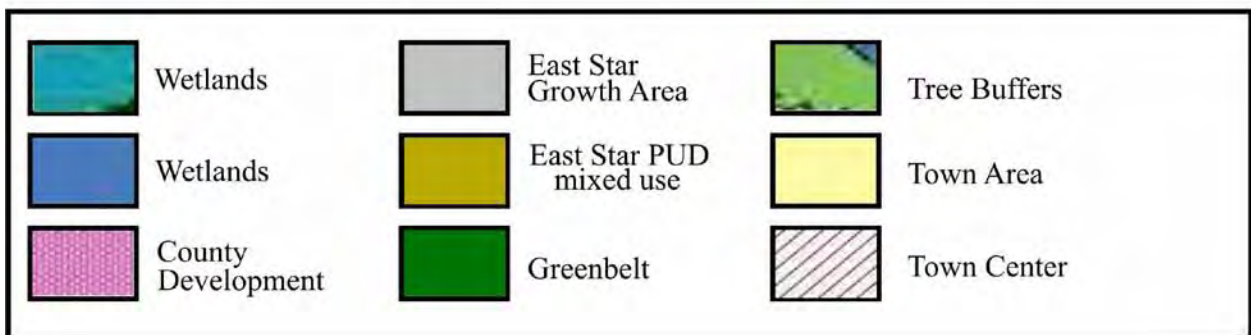 Wetlands
Wetlands
County
Development
East Star
Growth Area
East Star PUD
mixed use
Greenbelt
Tree Buffers
Town Area
Town Center